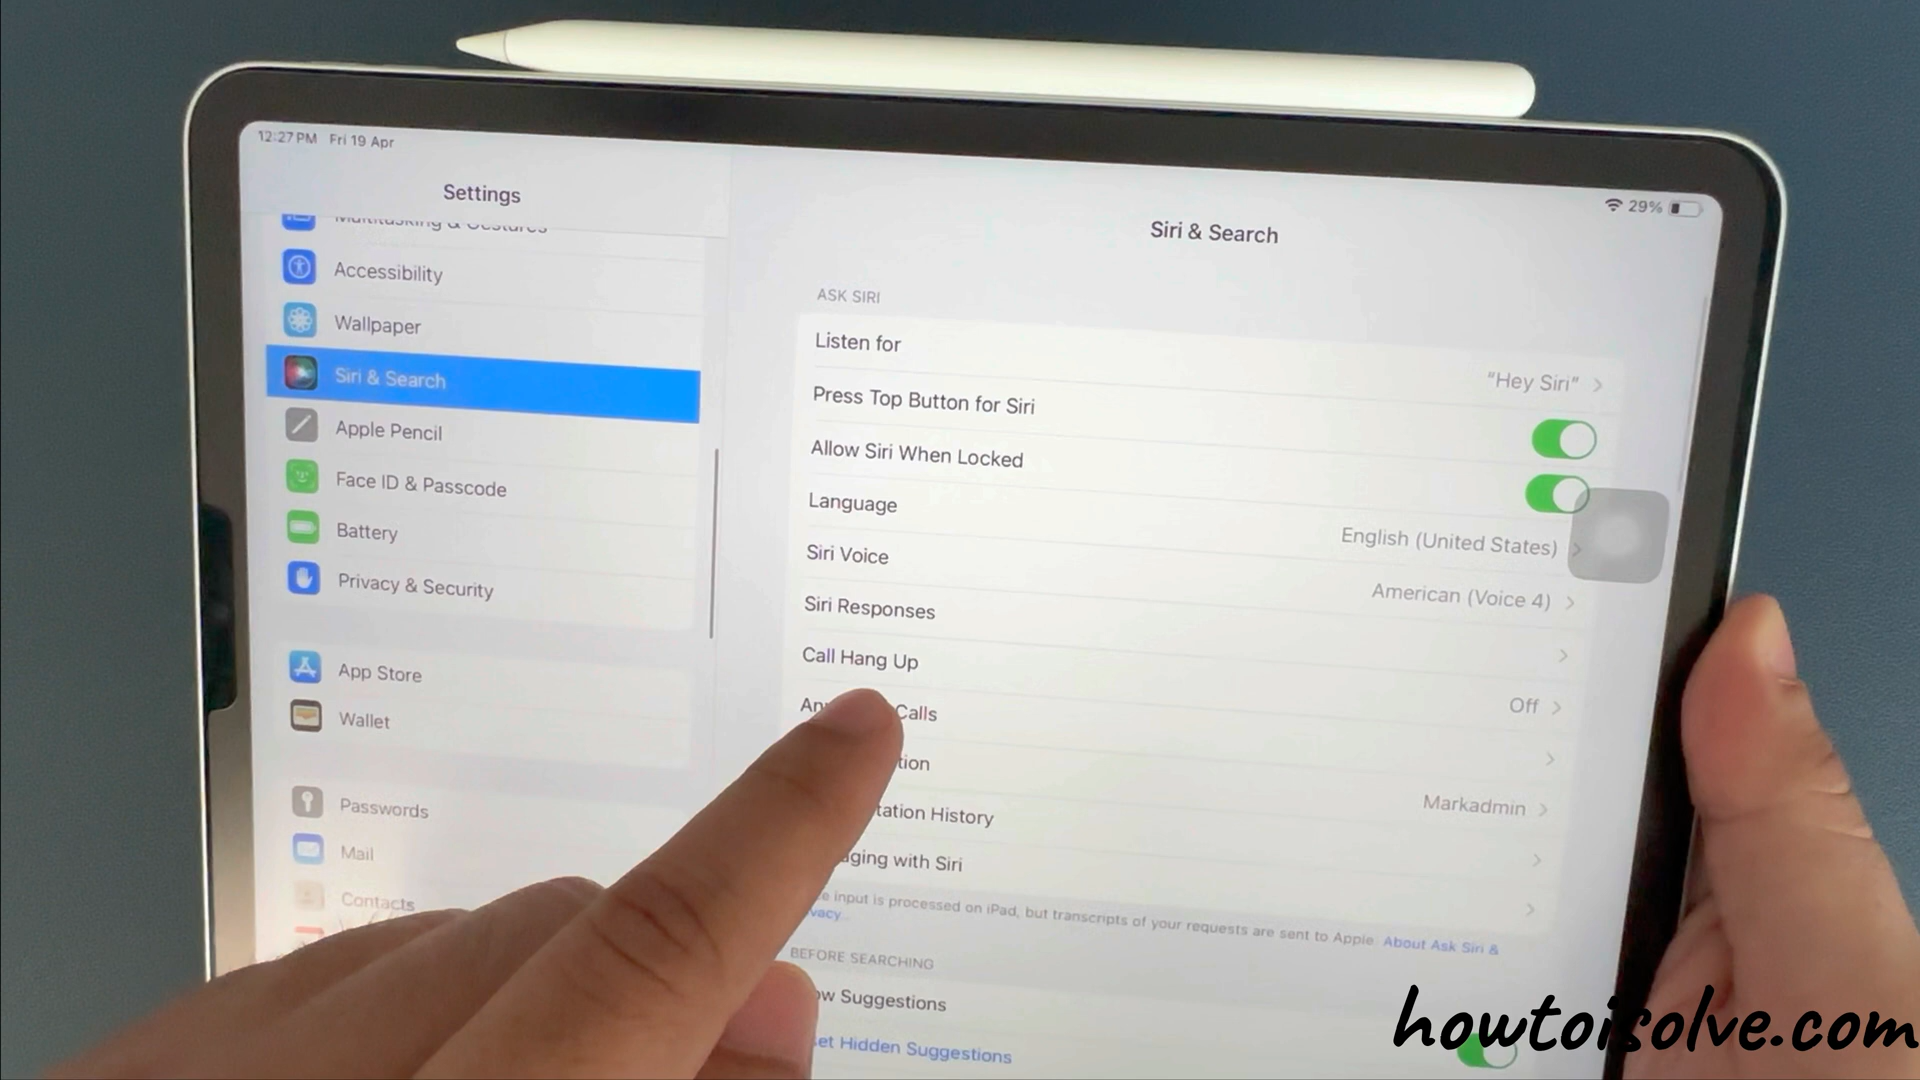 12:27 PM Fri 19 Apr
29%
Settings
Multitasking & Gestures
Accessibility
Wallpaper
Siri & Search
Apple Pencil
Face ID & Passcode
Battery
Privacy & Security
App Store
Wallet
Passwords
Mail
Contacts
Siri & Search
ASK SIRI
Listen for "Hey Siri"
Press Top Button for Siri
Allow Siri When Locked
Language English (United States)
Siri Voice American (Voice 4)
Siri Responses
Call Hang Up Off
Calls
tion Markadmin
tation History
ging with Siri
input is processed on iPad, but transcripts of your requests are sent to Apple. About Ask Siri &
vacy...
BEFORE SEARCHING
ow Suggestions
et Hidden Suggestions
howtoisolve.com